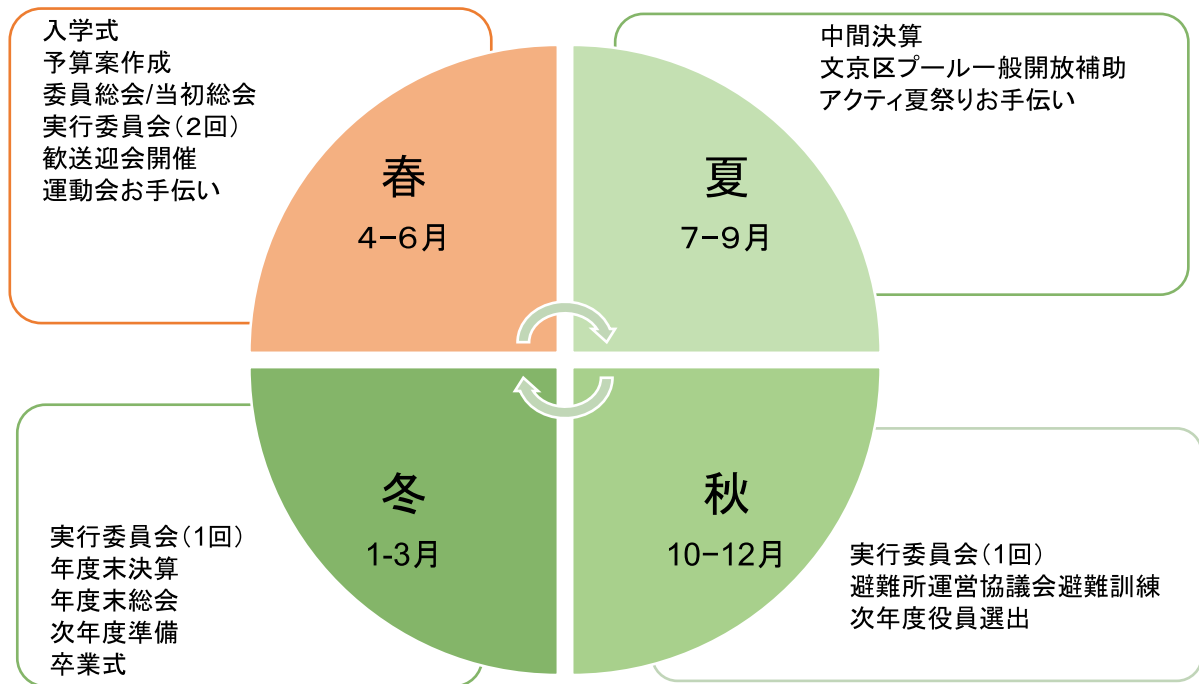 入学式
予算案作成
委員総会/当初総会
実行委員会（２回）
歓送迎会開催
運動会お手伝い
春
４−６月
中間決算
文京区プール一般開放補助
アクティ夏祭りお手伝い
夏
７−９月
冬
1-3月
実行委員会（1回）
年度末決算
年度末総会
次年度準備
卒業式
秋
10−12月
実行委員会（1回）
避難所運営協議会避難訓練
次年度役員選出